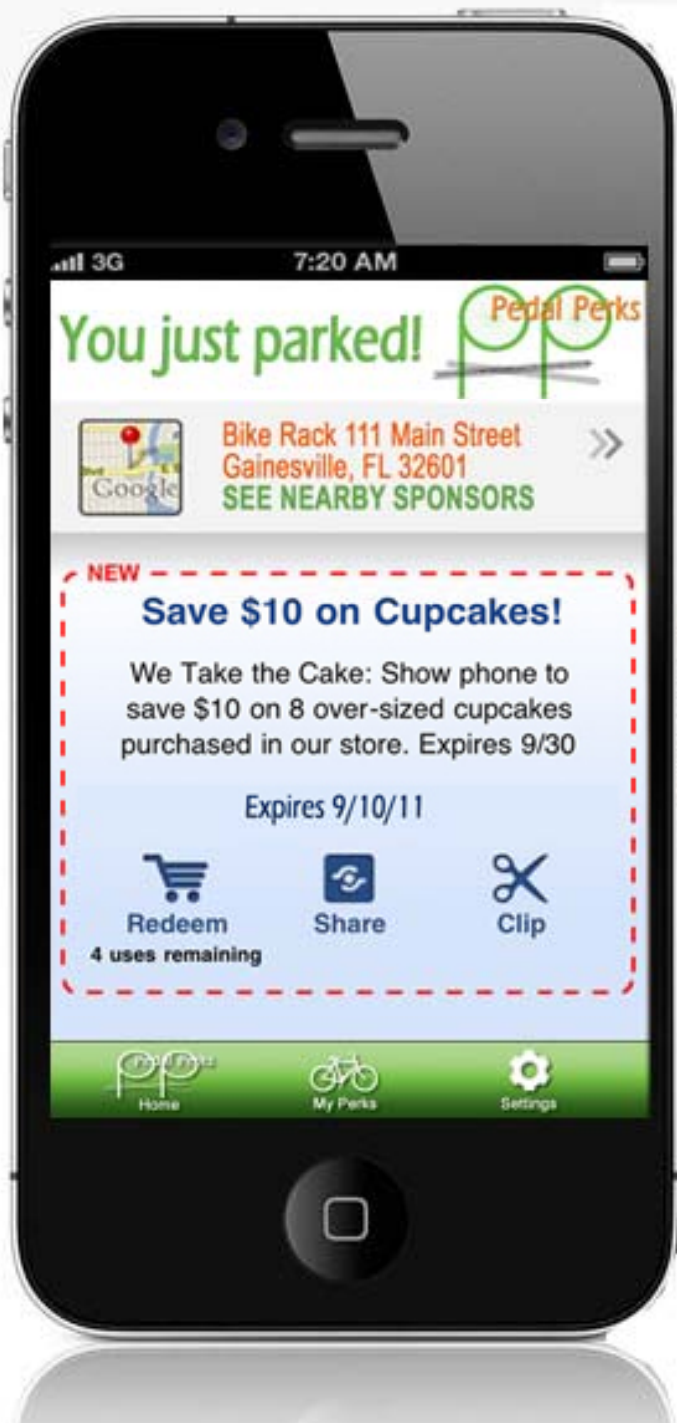 3G 7:20 AM
You just parked! Pedal Perks
Google
Bike Rack 111 Main Street
Gainesville, FL 32601
SEE NEARBY SPONSORS
NEW
Save $10 on Cupcakes!
We Take the Cake: Show phone to
save $10 on 8 over-sized cupcakes
purchased in our store. Expires 9/30
Expires 9/10/11
Redeem Share Clip
4 uses remaining
Pedal Perks
Home My Perks Settings